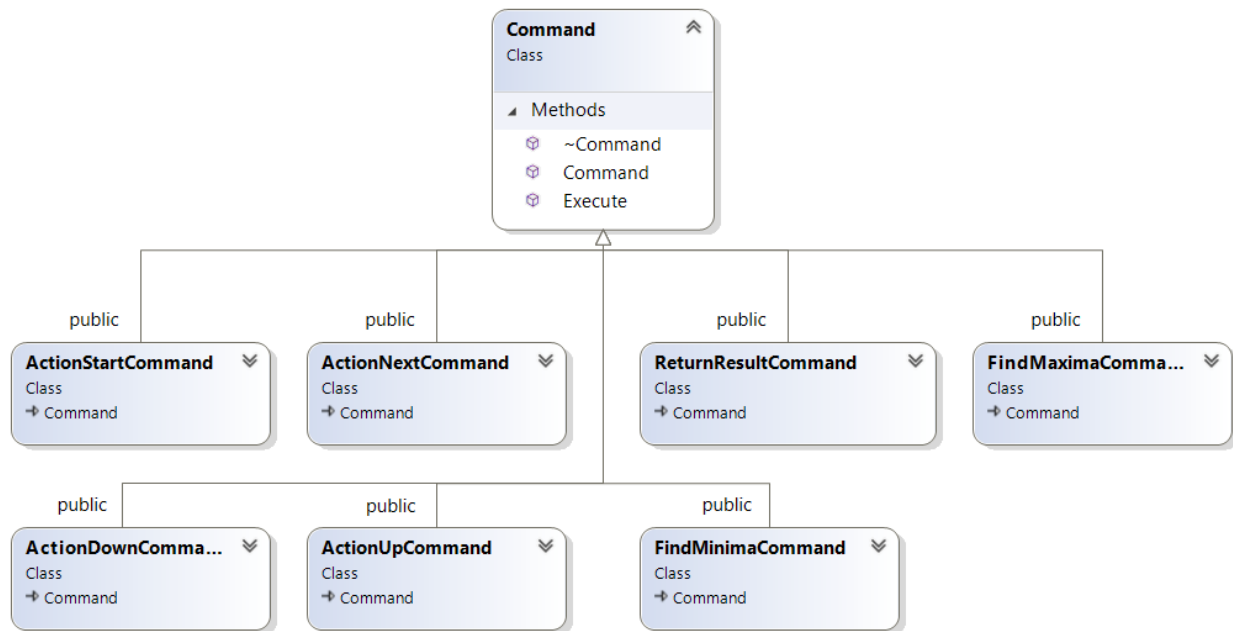 Command
Class
Methods
~Command
Command
Execute
public public public public
ActionStartCommand ActionNextCommand ReturnResultCommand FindMaximaComma...
Class Class Class Class
Command Command Command Command
public public public
ActionDownComma... ActionUpCommand FindMinimaCommand
Class Class Class
Command Command Command